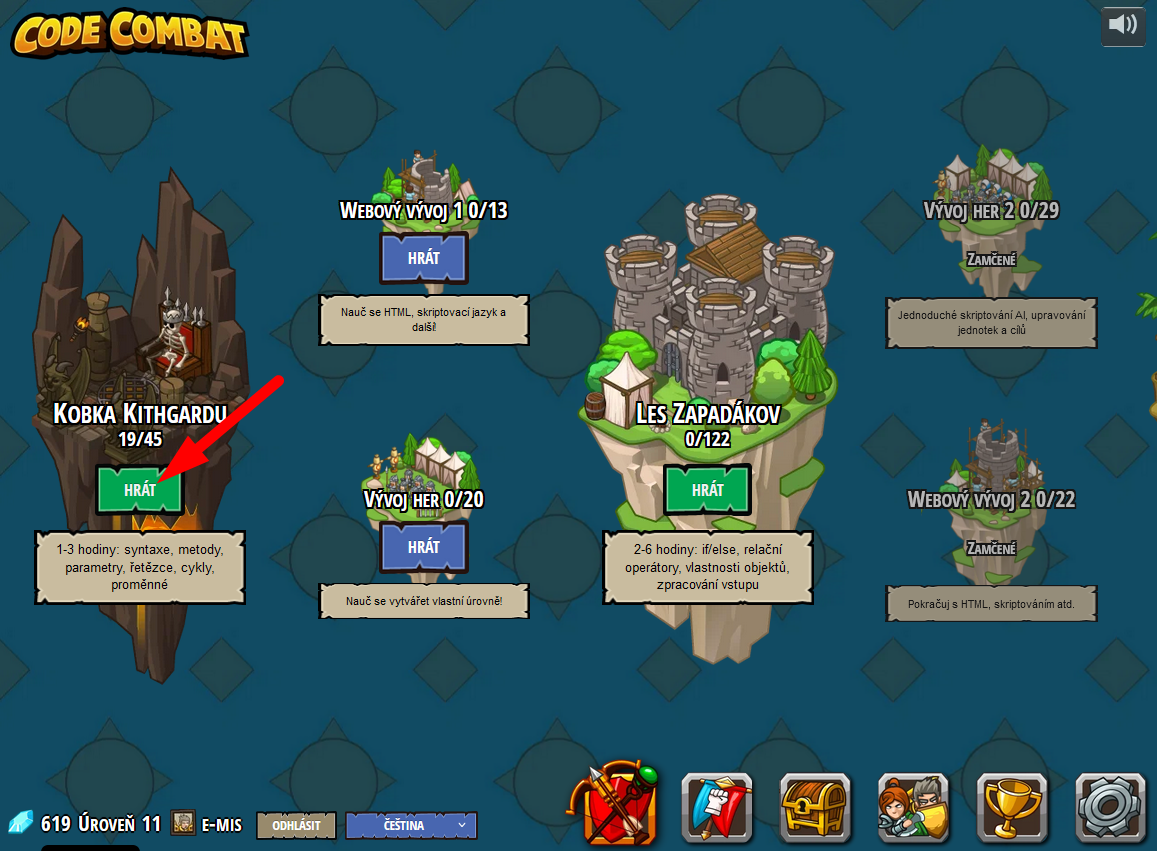 CODE COMBAT
Kobka Kithgardu
19/45
HRÁT
1-3 hodiny: syntaxe, metody,
parametry, řetězce, cykly,
proměnné
Webový vývoj 1 0/13
HRÁT
Nauč se HTML, skriptovací jazyk a
další!
Vývoj her 0/20
HRÁT
Nauč se vytvářet vlastní úrovně!
Les Zapadákov
0/122
HRÁT
2-6 hodiny: if/else, relační
operátory, vlastnosti objektů,
zpracování vstupu
Vývoj her 2 0/29
Zamčené
Jednoduché skriptování AI, upravování
jednotek a cílů
Webový vývoj 2 0/22
Zamčené
Pokračuj s HTML, skriptováním atd.
619 Úroveň 11 e-mis ODHLÁSIT ČEŠTINA